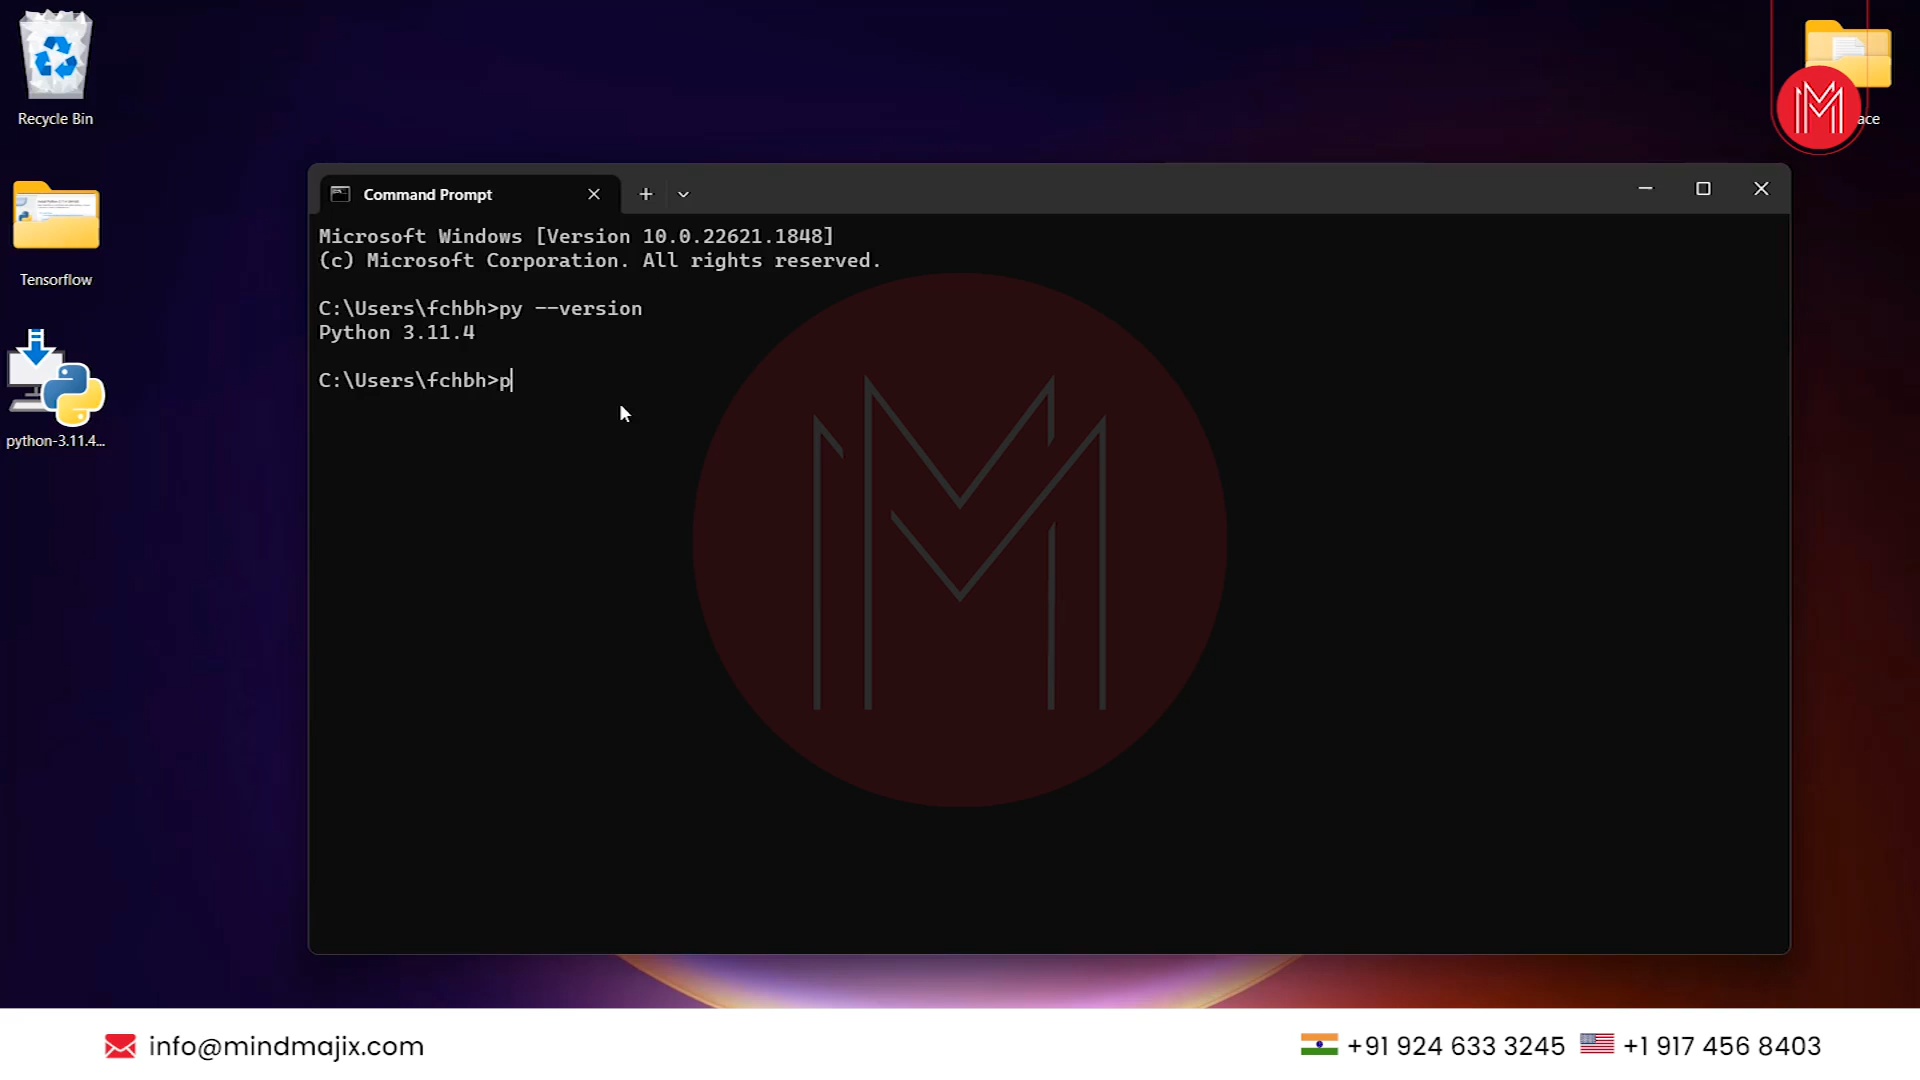 Recycle Bin
Tensorflow
python-3.11.4...
ace
Command Prompt
Microsoft Windows [Version 10.0.22621.1848]
(c) Microsoft Corporation. All rights reserved.
C:\Users\fchbh>py --version
Python 3.11.4
C:\Users\fchbh>p
info@mindmajix.com
+91 924 633 3245
+1 917 456 8403